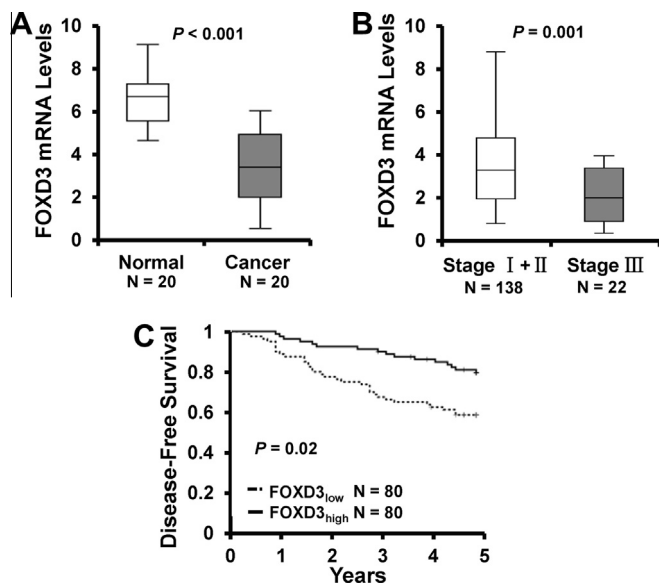 A
P < 0.001
FOXD3 mRNA Levels
10
8
6
4
2
0
Normal
N = 20
Cancer
N = 20
B
P = 0.001
FOXD3 mRNA Levels
10
8
6
4
2
0
Stage Ⅰ + Ⅱ
N = 138
Stage Ⅲ
N = 22
C
Disease-Free Survival
1
0.8
0.6
0.4
0.2
0
P = 0.02
FOXD3low N = 80
FOXD3high N = 80
0 1 2 3 4 5
Years